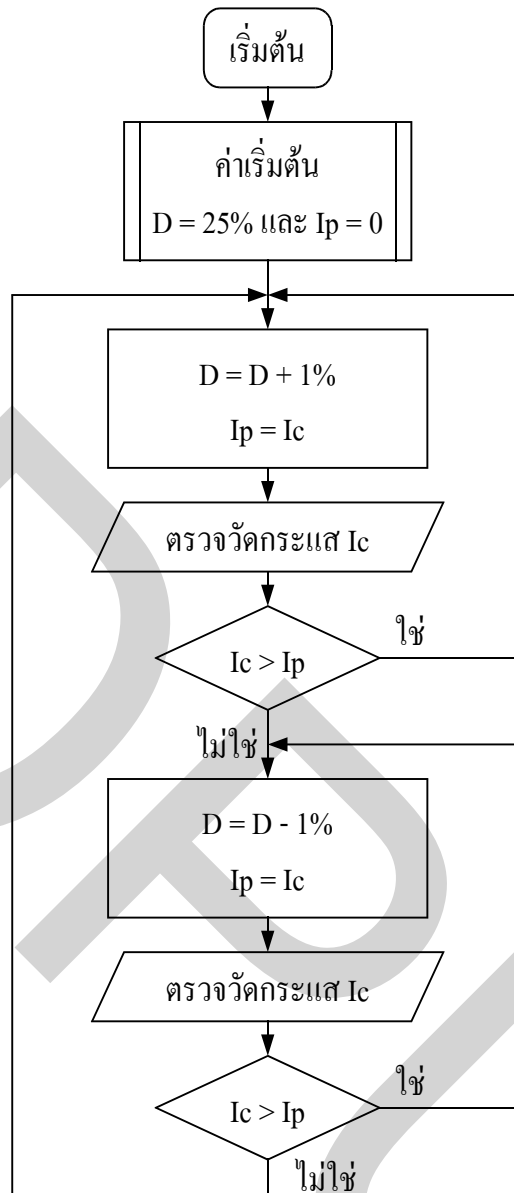 เริ่มต้น
ค่าเริ่มต้น
D = 25% และ Ip = 0
D = D + 1%
Ip = Ic
ตรวจวัดกระแส Ic
Ic > Ip
ใช่
ไม่ใช่
D = D - 1%
Ip = Ic
ตรวจวัดกระแส Ic
Ic > Ip
ใช่
ไม่ใช่